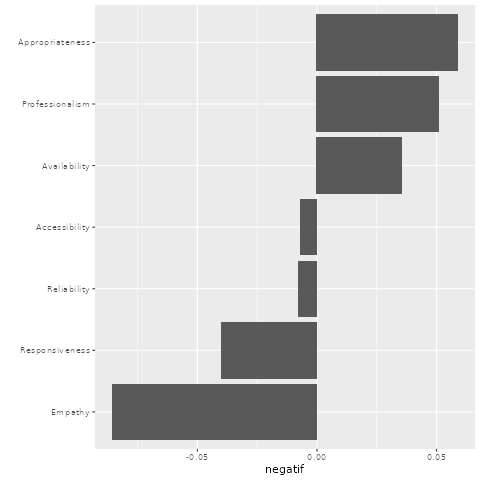 Appropriateness
Professionalism
Availability
Accessibility
Reliability
Responsiveness
Empathy
-0.05 0.00 0.05
negatif